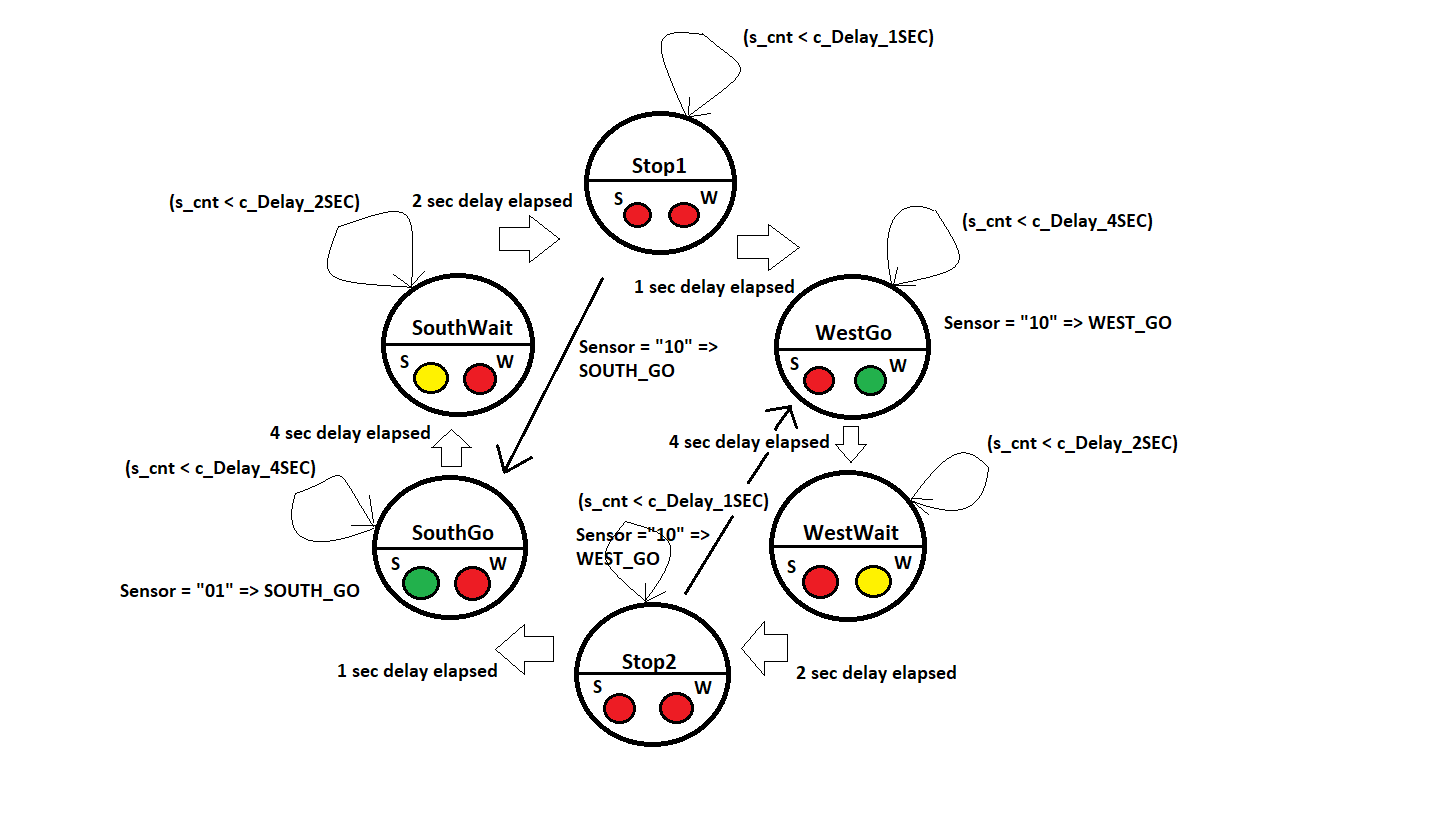 (s_cnt < c_Delay_1SEC)
Stop1
S W
(s_cnt < c_Delay_2SEC)
2 sec delay elapsed
(s_cnt < c_Delay_4SEC)
1 sec delay elapsed
SouthWait
S W
WestGo
S W
Sensor = "10" => WEST_GO
Sensor = "10" =>
SOUTH_GO
4 sec delay elapsed
4 sec delay elapsed
(s_cnt < c_Delay_2SEC)
(s_cnt < c_Delay_4SEC)
(s_cnt < c_Delay_1SEC)
SouthGo
S W
Sensor ="10" =>
WEST_GO
WestWait
S W
Sensor = "01" => SOUTH_GO
Stop2
S W
1 sec delay elapsed
2 sec delay elapsed